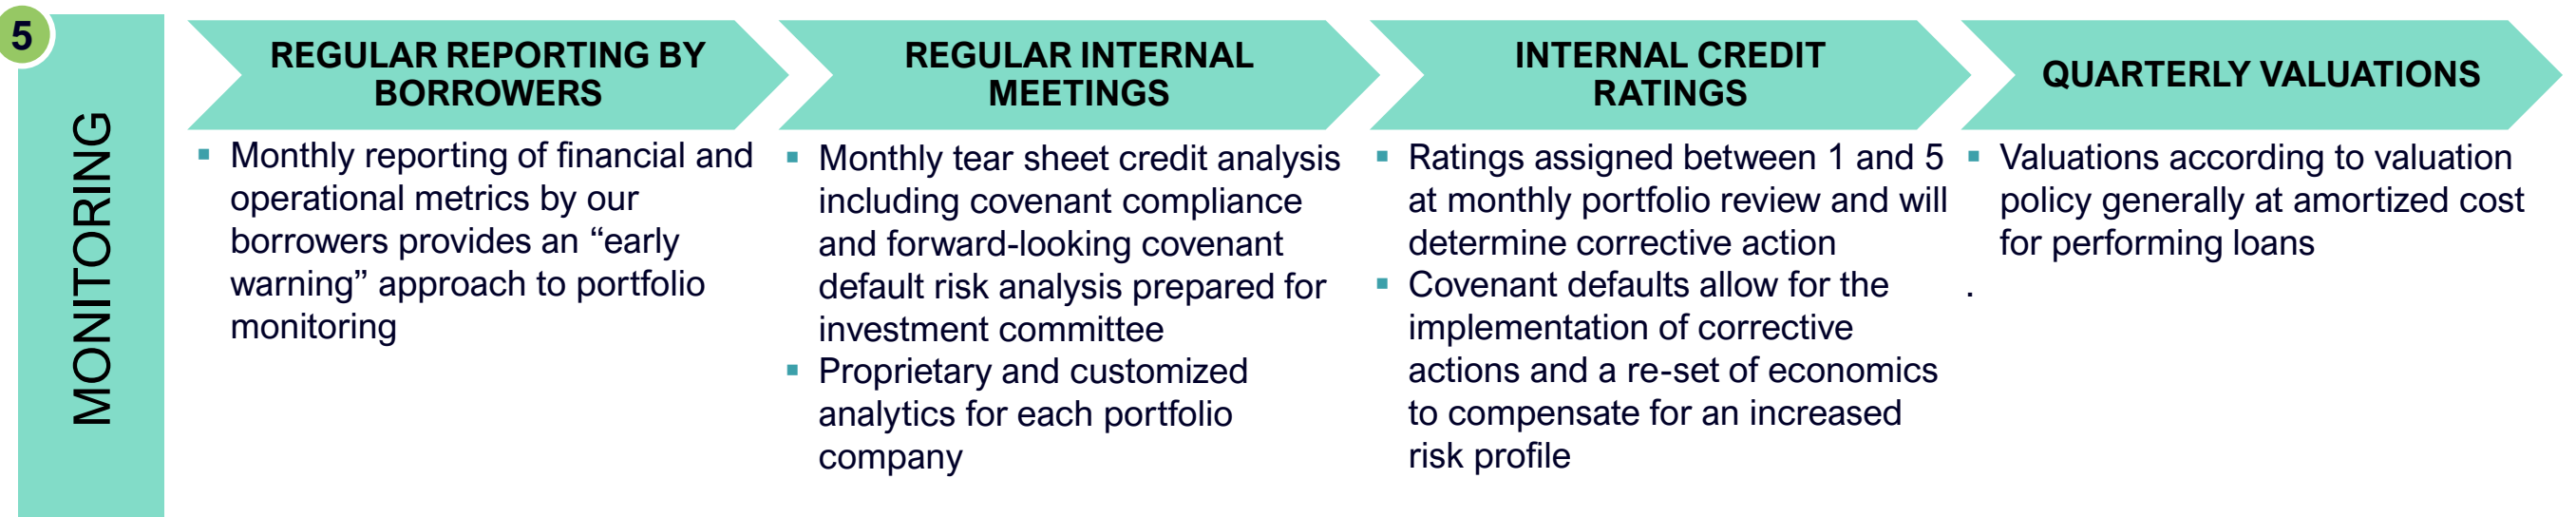 5
MONITORING
REGULAR REPORTING BY
BORROWERS
▪ Monthly reporting of financial and
operational metrics by our
borrowers provides an “early
warning” approach to portfolio
monitoring
REGULAR INTERNAL
MEETINGS
▪ Monthly tear sheet credit analysis
including covenant compliance
and forward-looking covenant
default risk analysis prepared for
investment committee
▪ Proprietary and customized
analytics for each portfolio
company
INTERNAL CREDIT
RATINGS
▪ Ratings assigned between 1 and 5
at monthly portfolio review and will
determine corrective action
▪ Covenant defaults allow for the
implementation of corrective
actions and a re-set of economics
to compensate for an increased
risk profile
QUARTERLY VALUATIONS
▪ Valuations according to valuation
policy generally at amortized cost
for performing loans
.